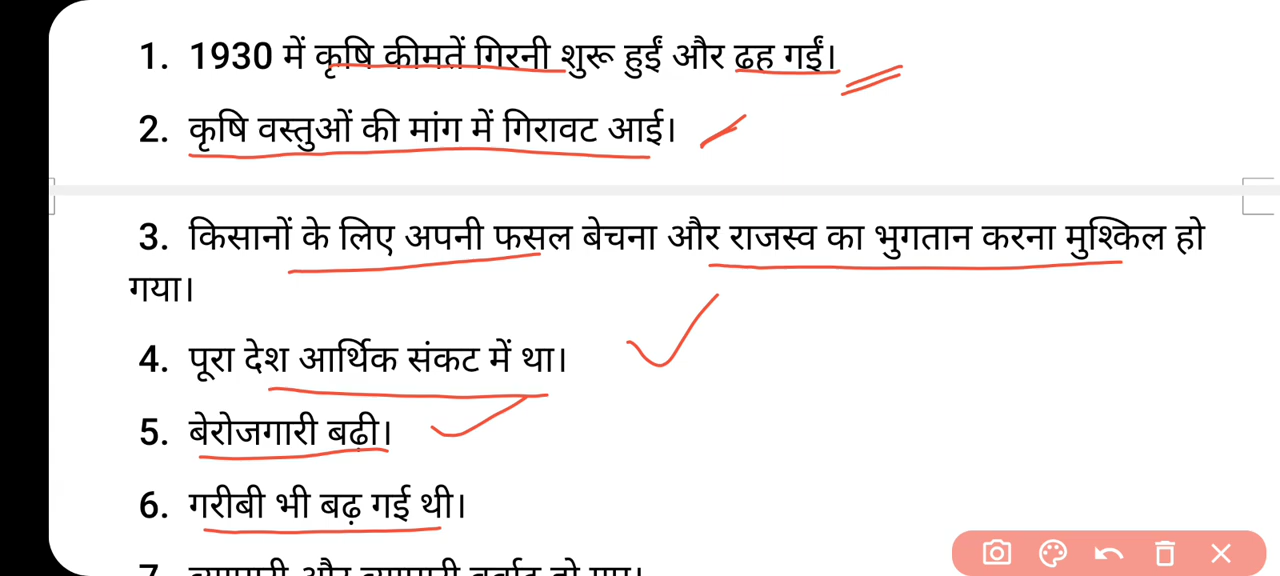 1. 1930 में कृषि कीमतें गिरनी शुरू हुईं और ढह गईं।
2. कृषि वस्तुओं की मांग में गिरावट आई।
3. किसानों के लिए अपनी फसल बेचना और राजस्व का भुगतान करना मुश्किल हो
गया।
4. पूरा देश आर्थिक संकट में था।
5. बेरोजगारी बढ़ी।
6. गरीबी भी बढ़ गई थी।